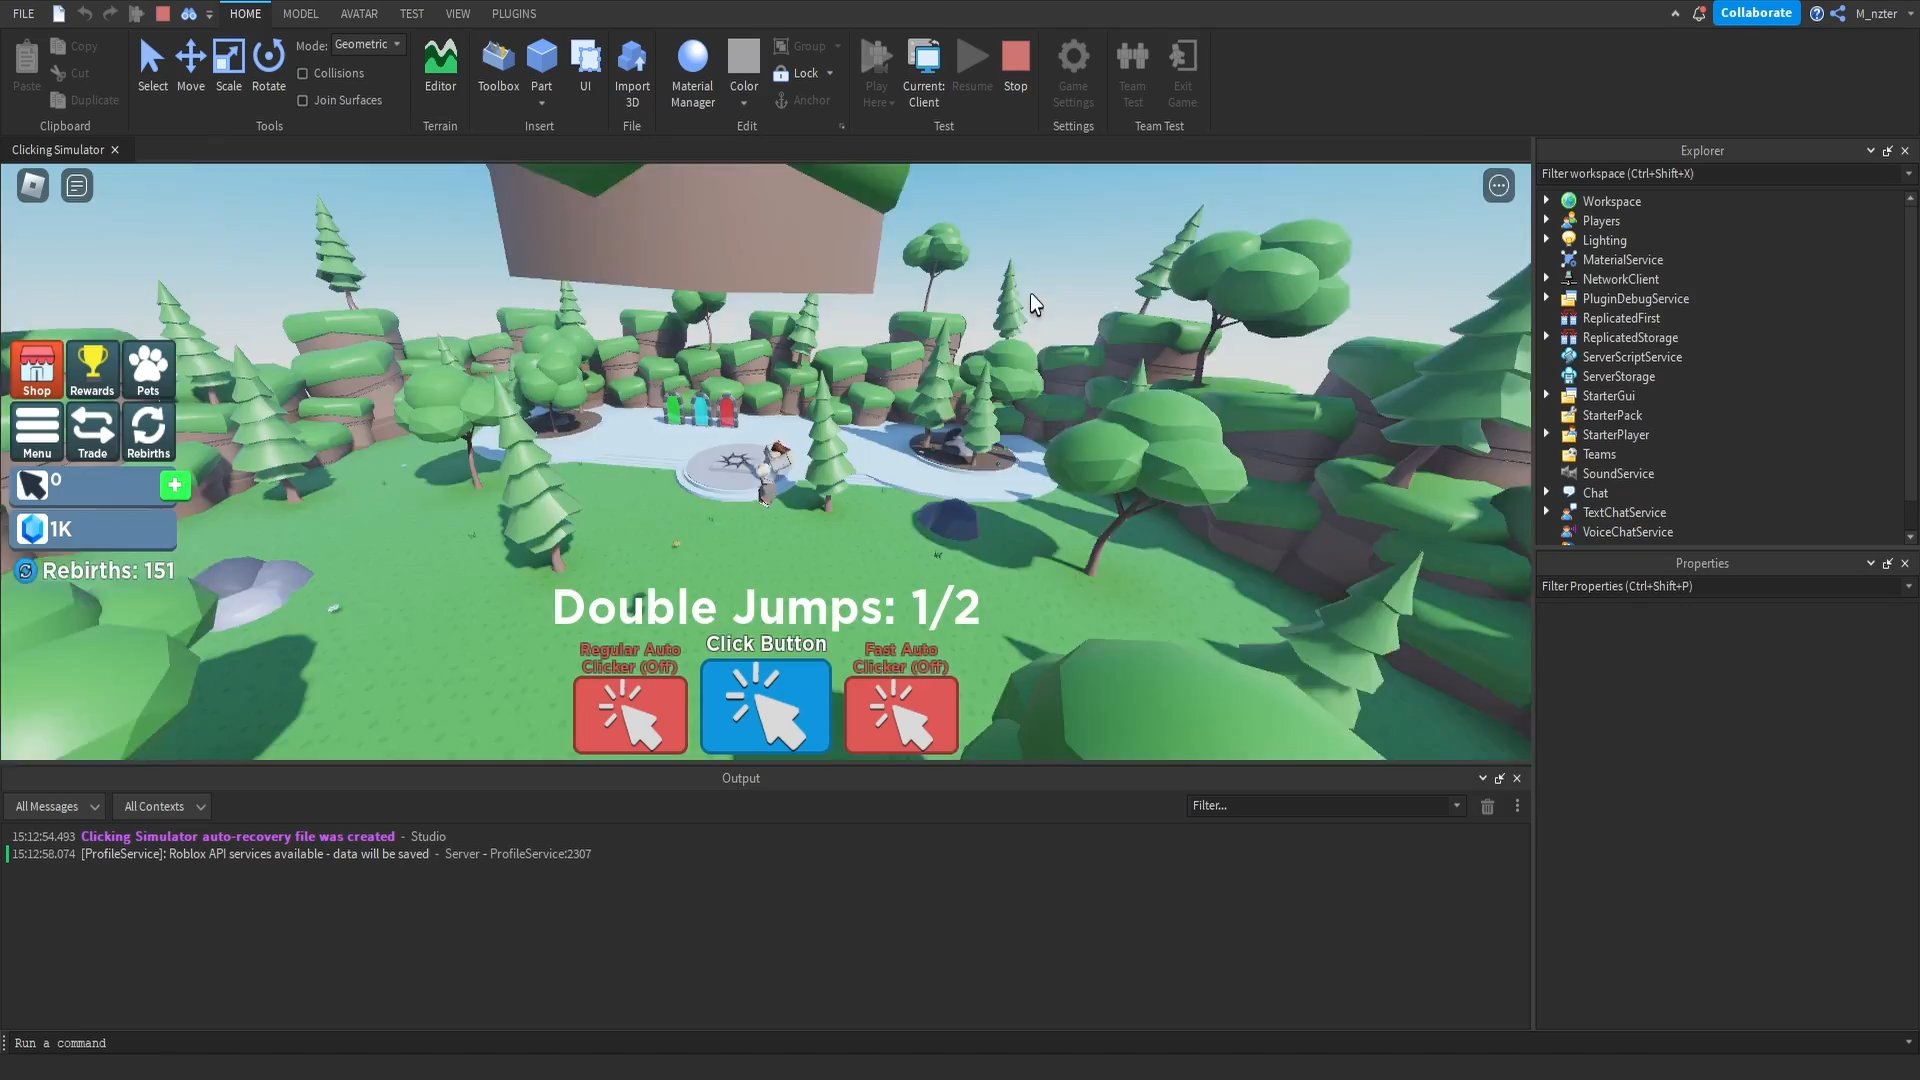 FILE
HOME
MODEL
AVATAR
TEST
VIEW
PLUGINS
Collaborate
M_nzter
Paste
Copy
Cut
Duplicate
Clipboard
Select
Move
Scale
Rotate
Mode: Geometric
Collisions
Join Surfaces
Tools
Editor
Terrain
Toolbox
Part
UI
Insert
Import
3D
File
Material
Manager
Color
Group
Lock
Anchor
Edit
Play
Here
Current:
Client
Resume
Stop
Test
Game
Settings
Settings
Team
Test
Exit
Game
Team Test
Clicking Simulator
Shop
Rewards
Pets
Menu
Trade
Rebirths
0
1K
Rebirths: 151
Double Jumps: 1/2
Regular Auto
Clicker (Off)
Click Button
Fast Auto
Clicker (Off)
Explorer
Filter workspace (Ctrl+Shift+X)
Workspace
Players
Lighting
MaterialService
NetworkClient
PluginDebugService
ReplicatedFirst
ReplicatedStorage
ServerScriptService
ServerStorage
StarterGui
StarterPack
StarterPlayer
Teams
SoundService
Chat
TextChatService
VoiceChatService
Properties
Filter Properties (Ctrl+Shift+P)
Output
All Messages
All Contexts
Filter...
15:12:54.493 Clicking Simulator auto-recovery file was created - Studio
15:12:58.074 [ProfileService]: Roblox API services available - data will be saved - Server - ProfileService:2307
Run a command